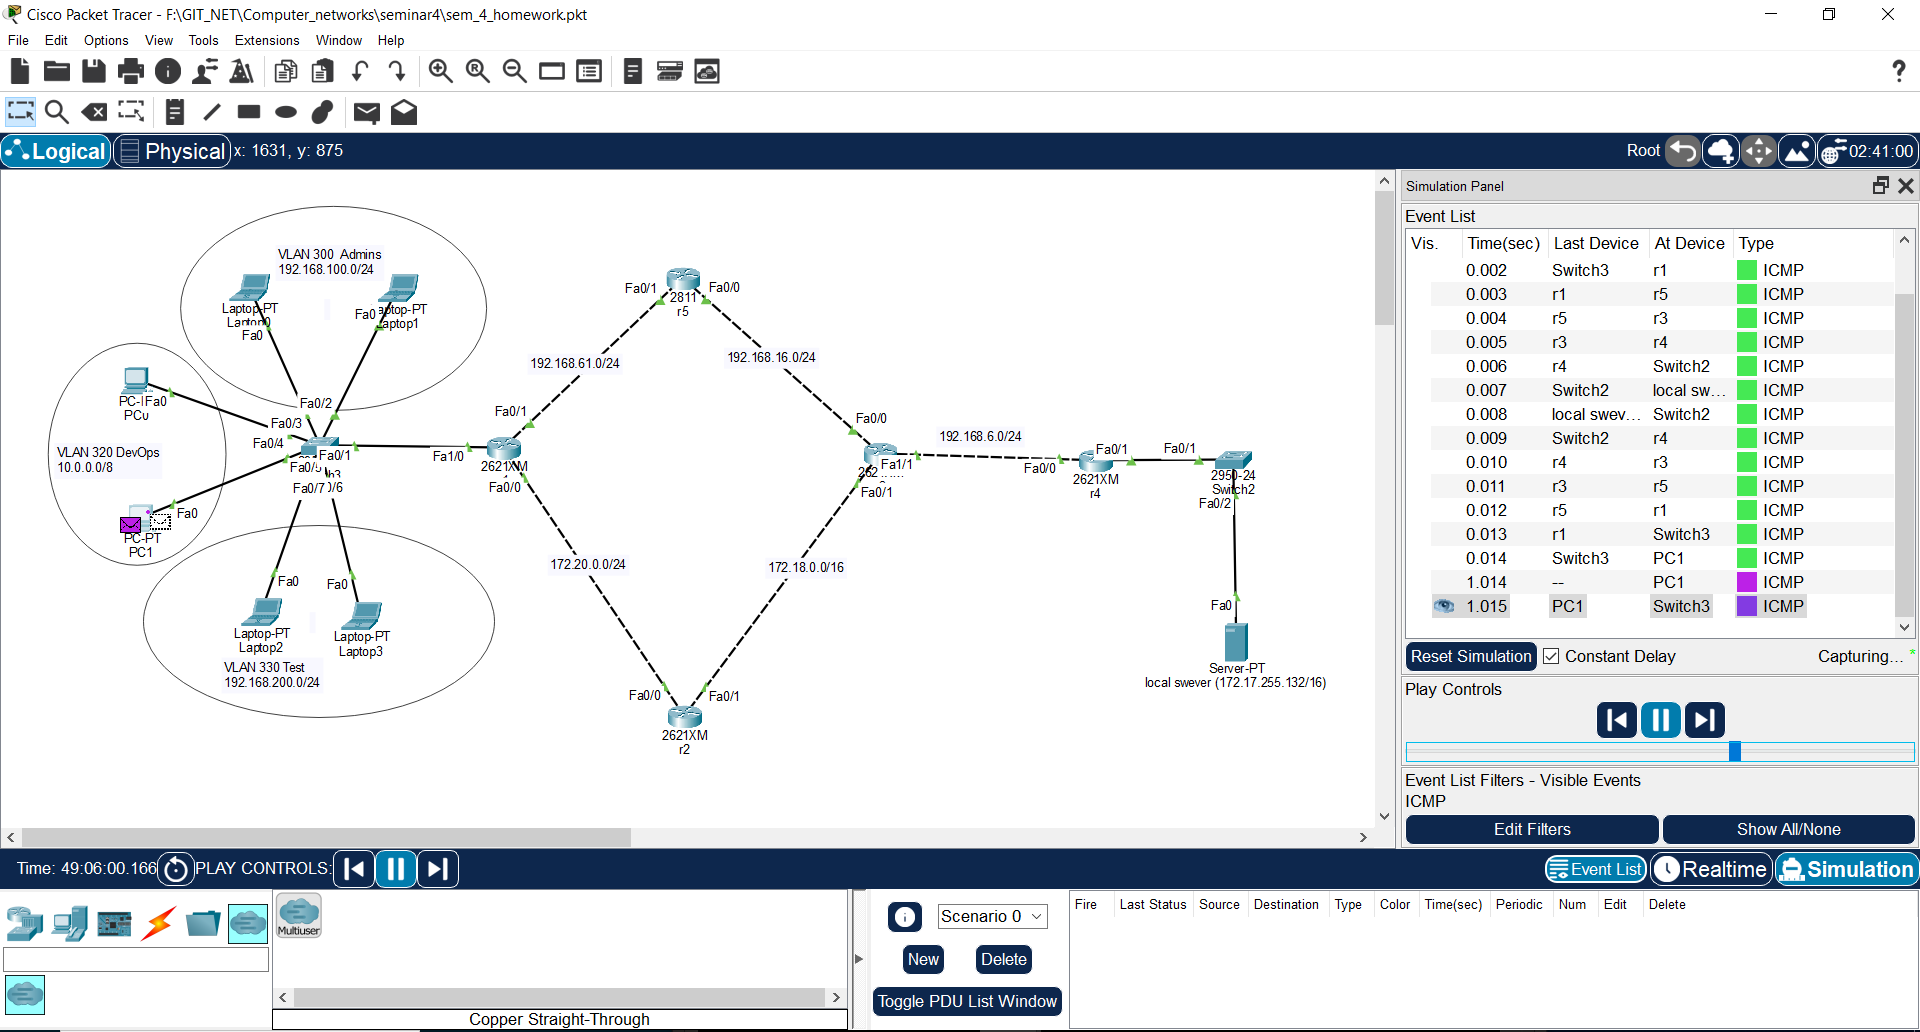 Cisco Packet Tracer - F:\GIT_NET\Computer_networks\seminar4\sem_4_homework.pkt
File Edit Options View Tools Extensions Window Help
Logical Physical x: 1631, y: 875 Root 02:41:00
VLAN 300 Admins
192.168.100.0/24
Laptop-PT
Laptop0
Fa0
Fa0
Laptop1
PC-
Fa0
VLAN 320 DevOps
10.0.0.0/8
Fa0
PC-PT
PC1
Fa0/2
Fa0/3
Fa0/4
Fa0/1
Fa0/5
Fa0/7
Fa1/0
2621XM
Fa0/0
Fa0/1
192.168.61.0/24
Fa0/1 Fa0/0
2811
r5
192.168.16.0/24
Fa0/0
Fa1/1
Fa0/1
192.168.6.0/24
Fa0/0
Fa0/1
2621XM
r4
Fa0/1
2950-24
Switch2
Fa0/2
172.20.0.0/24
172.18.0.0/16
Fa0/0 Fa0/1
2621XM
r2
Fa0
Server-PT
local swever (172.17.255.132/16)
Fa0 Fa0
Laptop-PT
Laptop2
Laptop-PT
Laptop3
VLAN 330 Test
192.168.200.0/24
Simulation Panel
Event List
Vis. Time(sec) Last Device At Device Type
0.002 Switch3 r1 ICMP
0.003 r1 r5 ICMP
0.004 r5 r3 ICMP
0.005 r3 r4 ICMP
0.006 r4 Switch2 ICMP
0.007 Switch2 local sw... ICMP
0.008 local swev... Switch2 ICMP
0.009 Switch2 r4 ICMP
0.010 r4 r3 ICMP
0.011 r3 r5 ICMP
0.012 r5 r1 ICMP
0.013 r1 Switch3 ICMP
0.014 Switch3 PC1 ICMP
1.014 -- PC1 ICMP
1.015 PC1 Switch3 ICMP
Reset Simulation Constant Delay Capturing...
Play Controls
Event List Filters - Visible Events
ICMP
Edit Filters Show All/None
Time: 49:06:00.166 PLAY CONTROLS: Event List Realtime Simulation
Multiuser
Copper Straight-Through
Scenario 0
New Delete
Toggle PDU List Window
Fire Last Status Source Destination Type Color Time(sec) Periodic Num Edit Delete